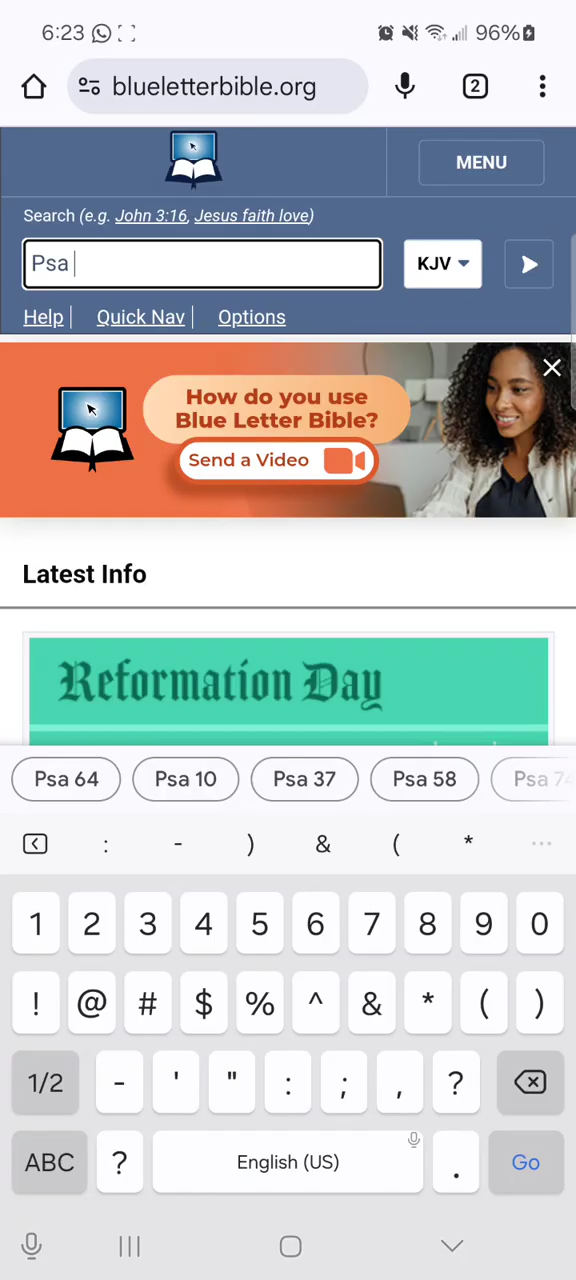 6:23 96%
blueletterbible.org 2
MENU
Search (e.g. John 3:16, Jesus faith love)
Psa KJV
Help Quick Nav Options
How do you use
Blue Letter Bible?
Send a Video
Latest Info
Reformation Day
Psa 64 Psa 10 Psa 37 Psa 58 Psa 74
: - ) & ( * ...
1 2 3 4 5 6 7 8 9 0
! @ # $ % ^ & * ( )
1/2 - ' " : ; , ?
ABC ? English (US) . Go